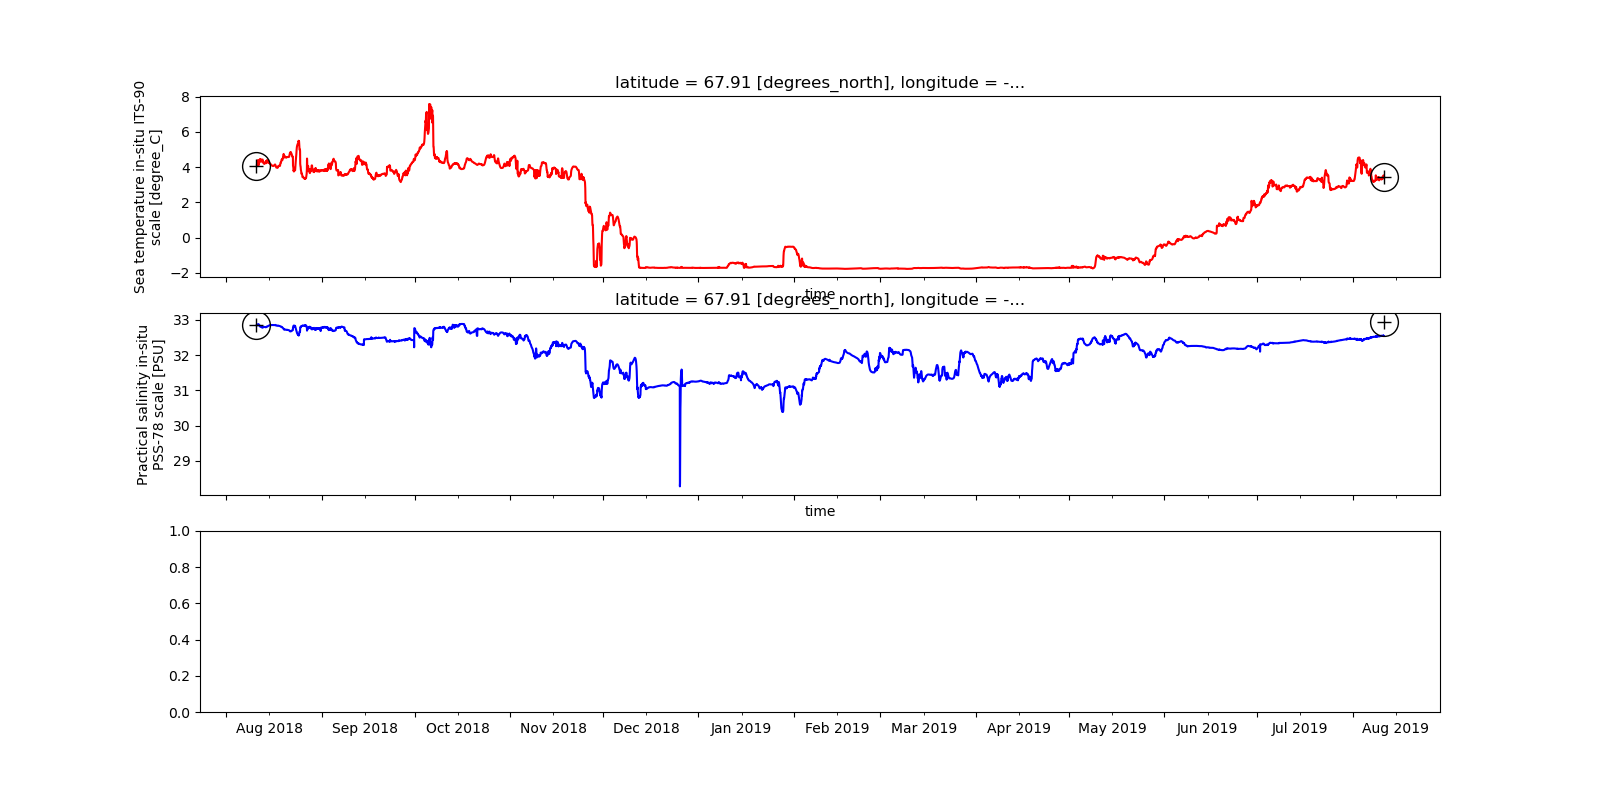 latitude = 67.91 [degrees_north], longitude = -...
Sea temperature in-situ ITS-90
scale [degree_C]
8
6
4
2
0
−2
time
latitude = 67.91 [degrees_north], longitude = -...
Practical salinity in-situ
PSS-78 scale [PSU]
33
32
31
30
29
time
1.0
0.8
0.6
0.4
0.2
0.0
Aug 2018 Sep 2018 Oct 2018 Nov 2018 Dec 2018 Jan 2019 Feb 2019 Mar 2019 Apr 2019 May 2019 Jun 2019 Jul 2019 Aug 2019